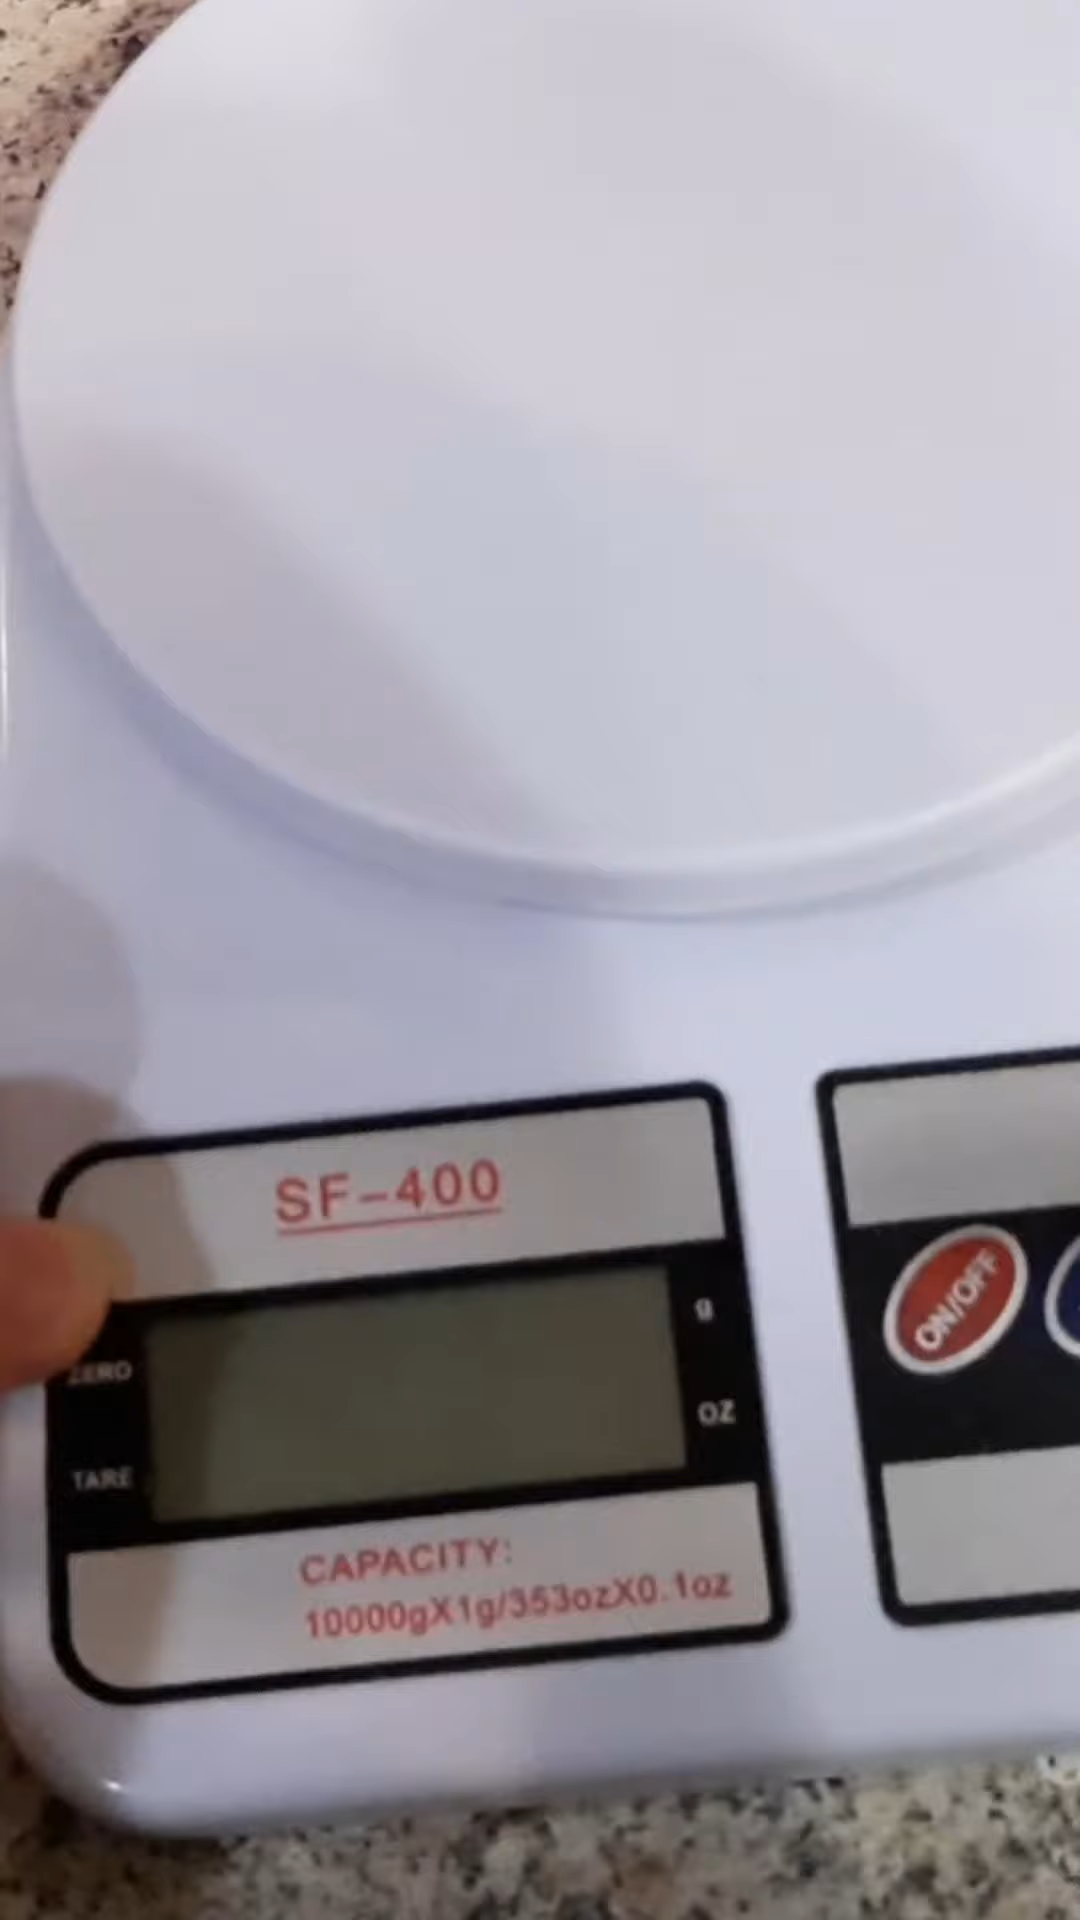 SF-400
g
ZERO
OZ
TARE
CAPACITY:
10000gX1g/353ozX0.1oz
ON/OFF